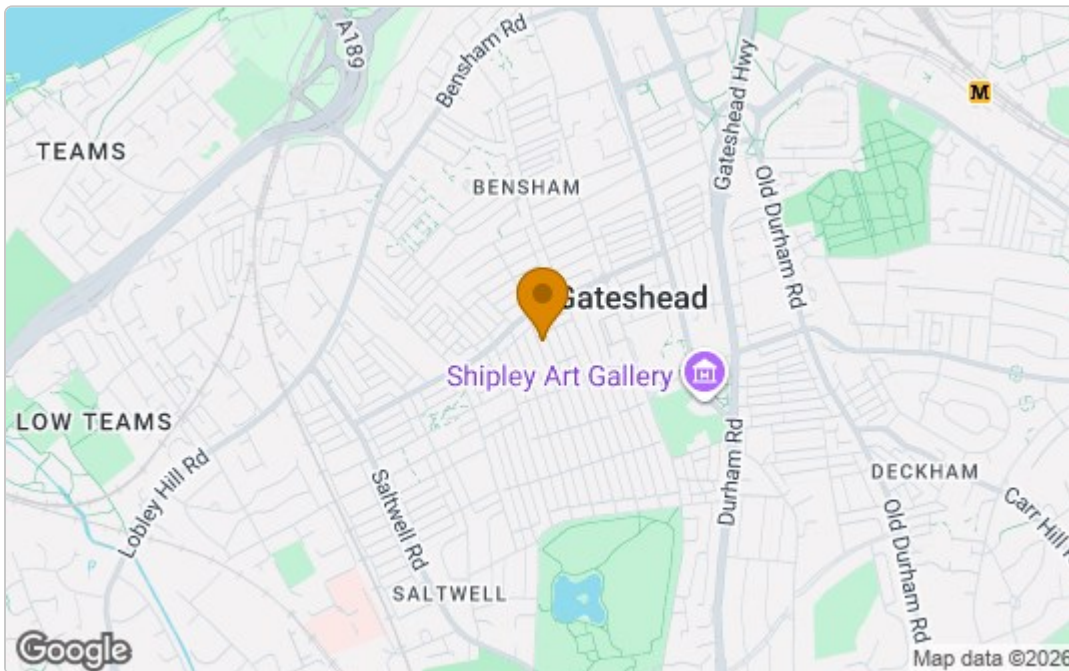 A189
Bensham Rd
Gateshead Hwy
M
TEAMS
BENSHAM
Old Durham Rd
Gateshead
Shipley Art Gallery
LOW TEAMS
Lobley Hill Rd
Saltwell Rd
Durham Rd
DECKHAM
Old Durham Rd
Carr Hill R
SALTWELL
Google
Map data ©2026